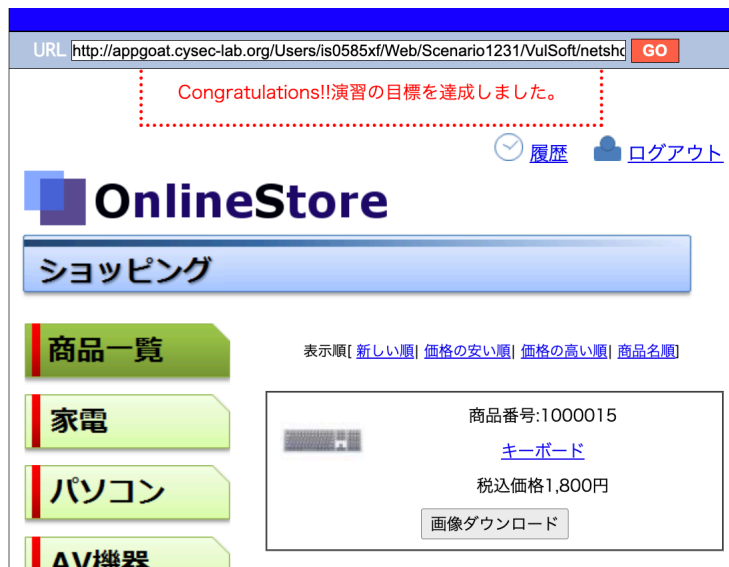 URL http://appgoat.cysec-lab.org/Users/is0585xf/Web/Scenario1231/VulSoft/netsho GO
Congratulations!!演習の目標を達成しました。
履歴 ログアウト
OnlineStore
ショッピング
商品一覧
表示順[ 新しい順| 価格の安い順| 価格の高い順| 商品名順]
家電
商品番号:1000015
キーボード
税込価格1,800円
画像ダウンロード
パソコン
AV機器